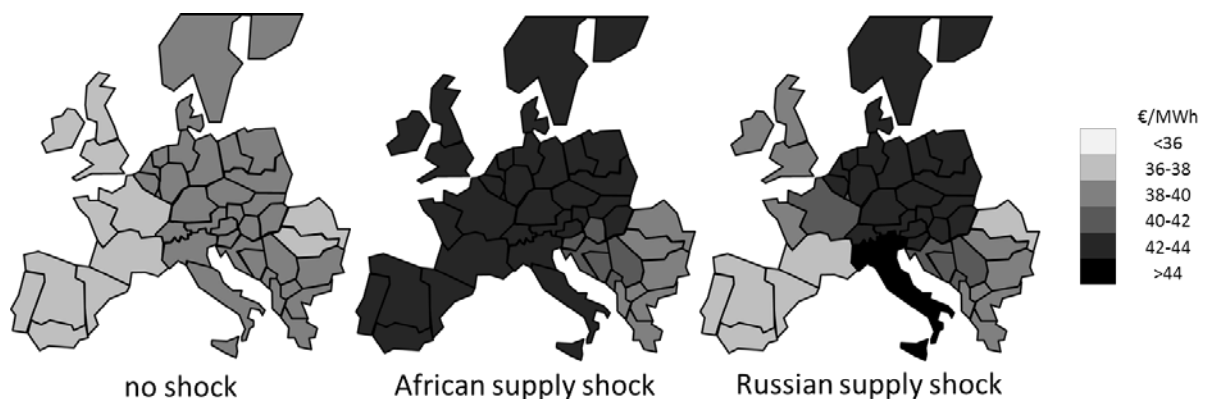 €/MWh
<36
36-38
38-40
40-42
42-44
>44
no shock
African supply shock
Russian supply shock